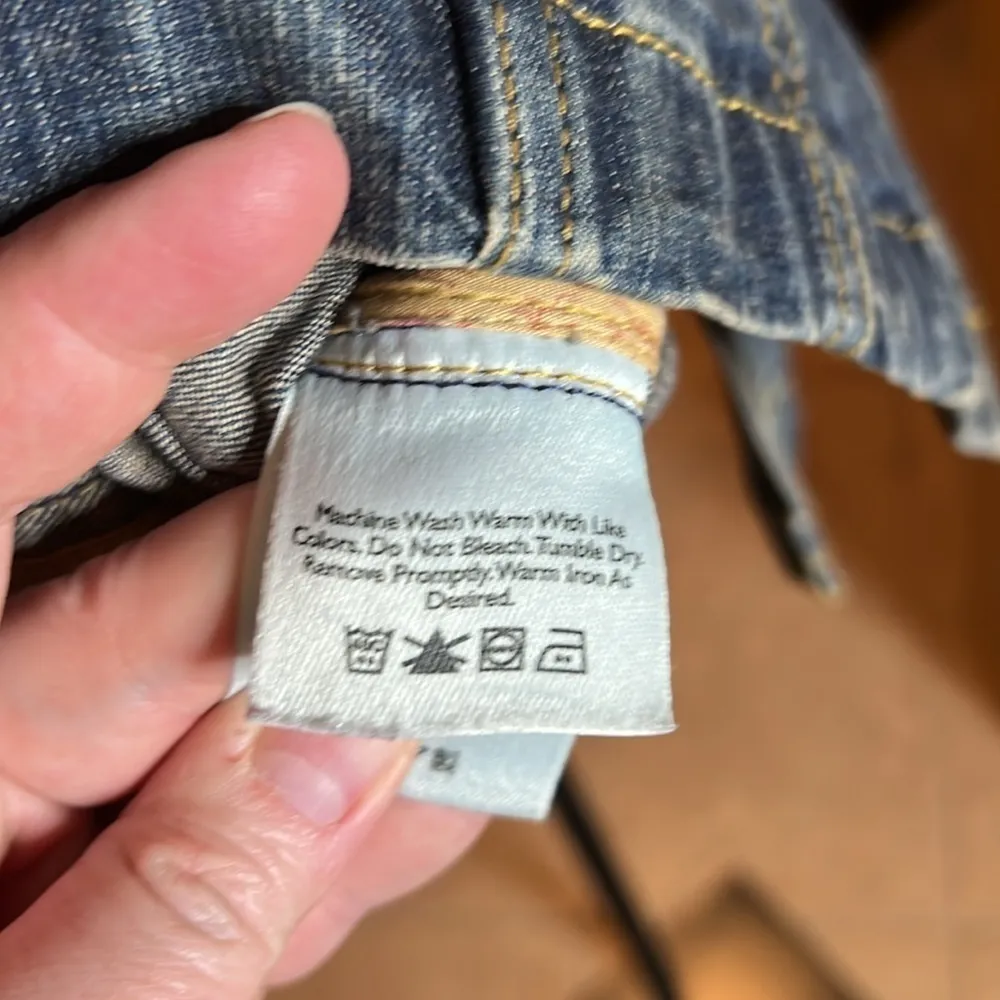 Machine Wash Warm With Like
Colors. Do Not Bleach. Tumble Dry.
Remove Promptly. Warm Iron As
Desired.